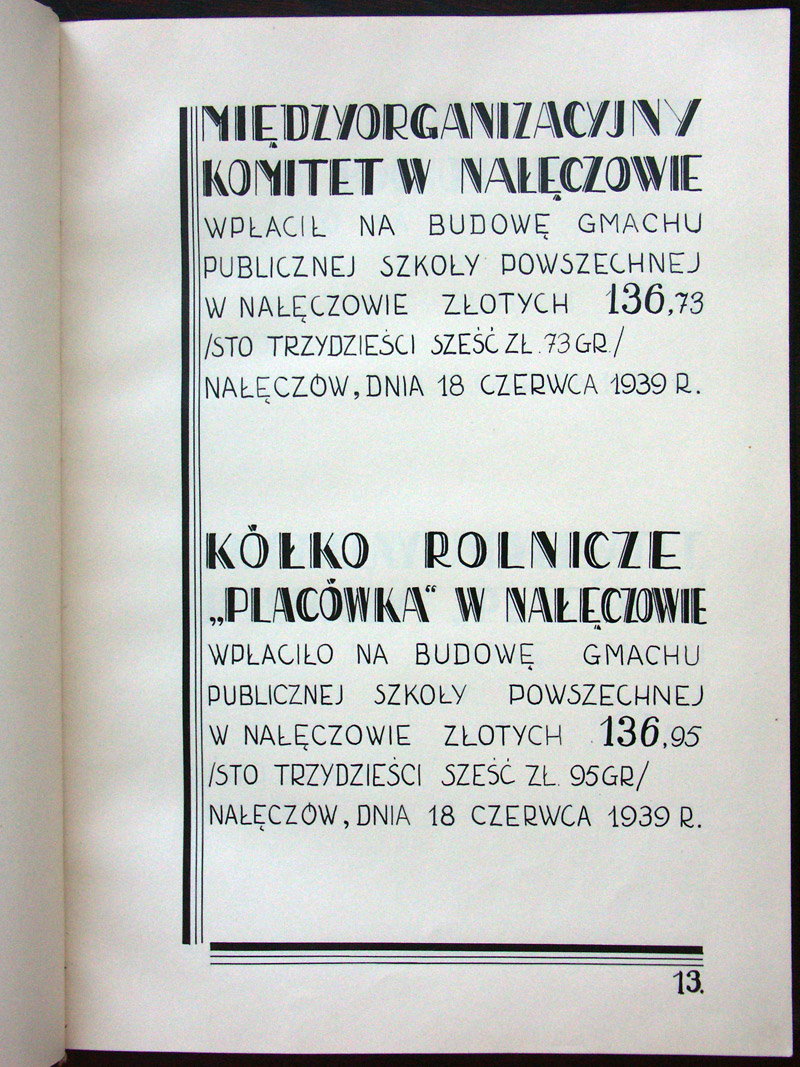 MIĘDZYORGANIZACYJNY
KOMITET W NAŁĘCZOWIE
WPŁACIŁ NA BUDOWĘ GMACHU
PUBLICZNEJ SZKOŁY POWSZECHNEJ
W NAŁĘCZOWIE ZŁOTYCH 136,73
/STO TRZYDZIEŚCI SZEŚĆ ZŁ. 73 GR./
NAŁĘCZÓW, DNIA 18 CZERWCA 1939 R.
KÓŁKO ROLNICZE
„PLACÓWKA“ W NAŁĘCZOWIE
WPŁACIŁO NA BUDOWĘ GMACHU
PUBLICZNEJ SZKOŁY POWSZECHNEJ
W NAŁĘCZOWIE ZŁOTYCH 136,95
/STO TRZYDZIEŚCI SZEŚĆ ZŁ. 95 GR/
NAŁĘCZÓW, DNIA 18 CZERWCA 1939 R.
13.